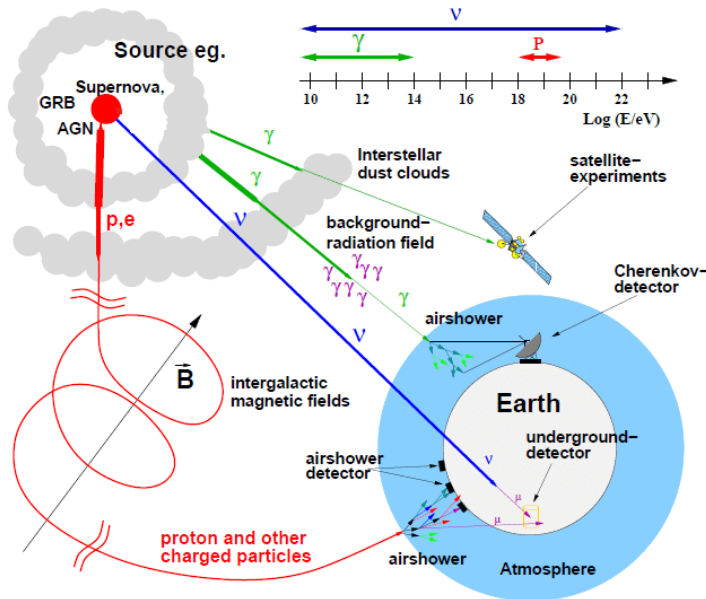 ν
Source eg.
γ
P
Supernova,
GRB
10 12 14 16 18 20 22
Log (E/eV)
AGN
γ
Interstellar
dust clouds
satellite-
experiments
γ
ν
p,e
background-
radiation field
γ
γ γ
γγγ γ
γ
Cherenkov-
detector
airshower
ν
B
intergalactic
magnetic fields
Earth
airshower
detector
ν
underground-
detector
μ
μ
proton and other
charged particles
airshower
Atmosphere